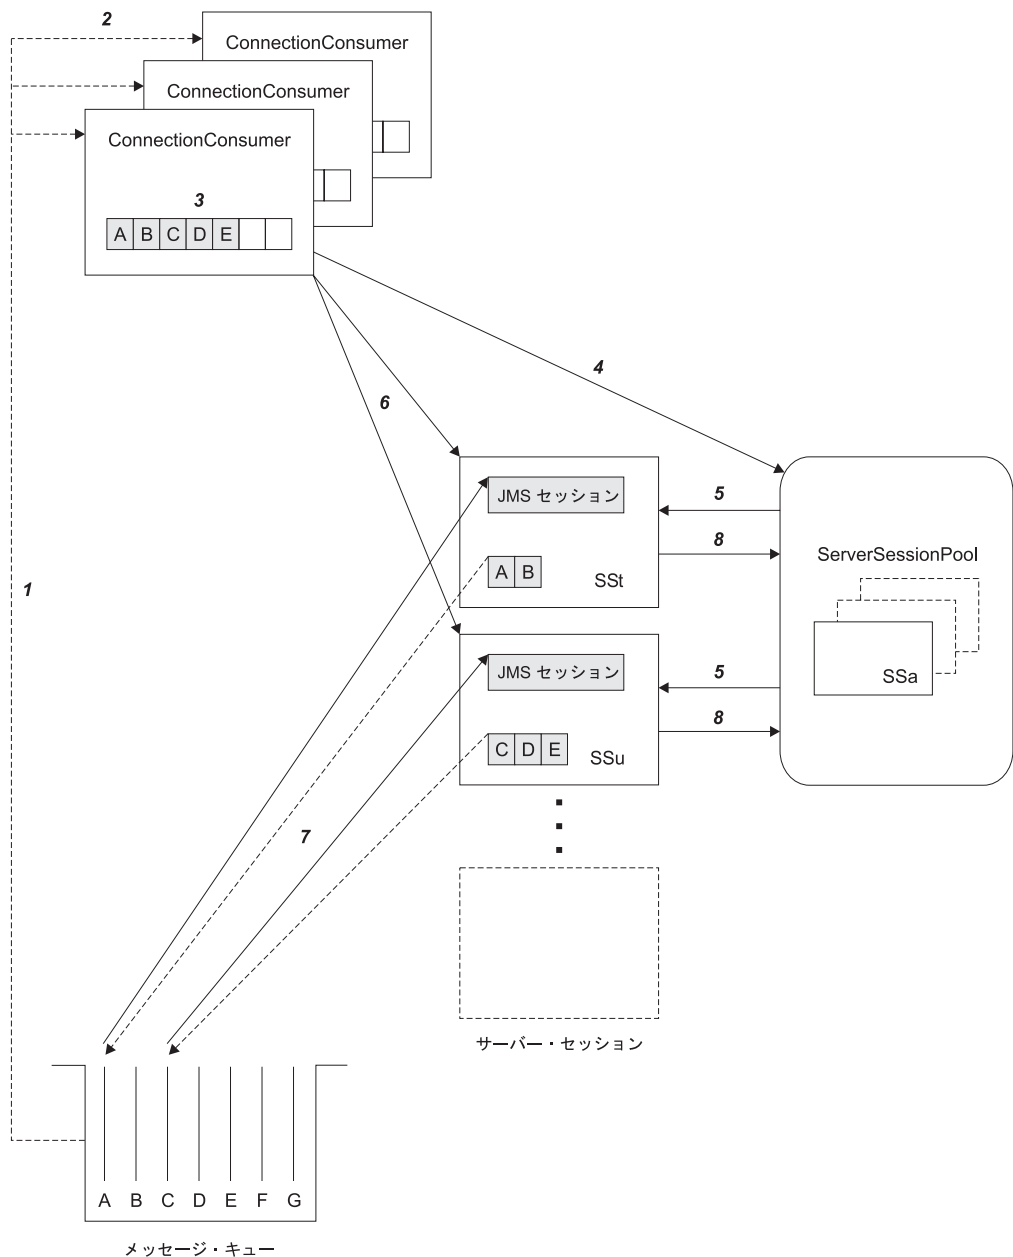 2
ConnectionConsumer
ConnectionConsumer
ConnectionConsumer
3
A B C D E
4
6
JMS セッション
5
8
ServerSessionPool
A B
SSt
1
JMS セッション
5
SSa
8
C D E
SSu
7
サーバー・セッション
A B C D E F G
メッセージ・キュー